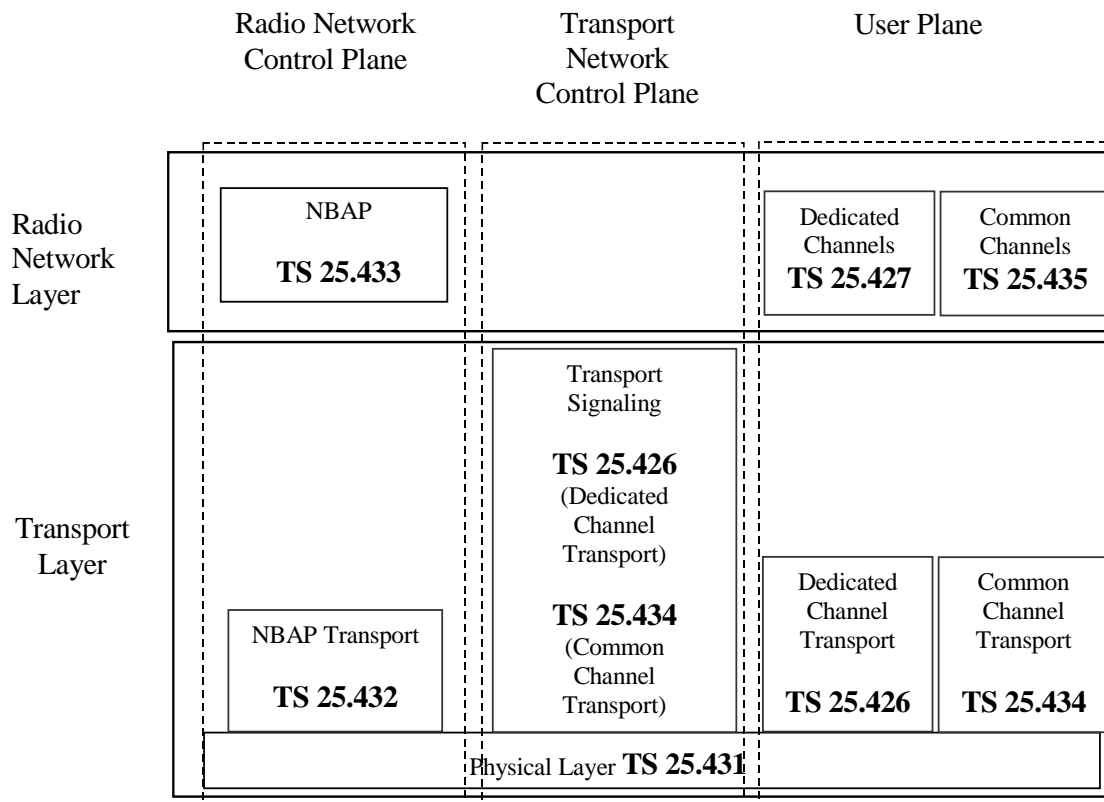 Radio Network
Control Plane
Transport
Network
Control Plane
User Plane
Radio
Network
Layer
NBAP
TS 25.433
Dedicated
Channels
TS 25.427
Common
Channels
TS 25.435
Transport
Layer
Transport
Signaling
TS 25.426
(Dedicated
Channel
Transport)
TS 25.434
(Common
Channel
Transport)
NBAP Transport
TS 25.432
Dedicated
Channel
Transport
TS 25.426
Common
Channel
Transport
TS 25.434
Physical Layer TS 25.431